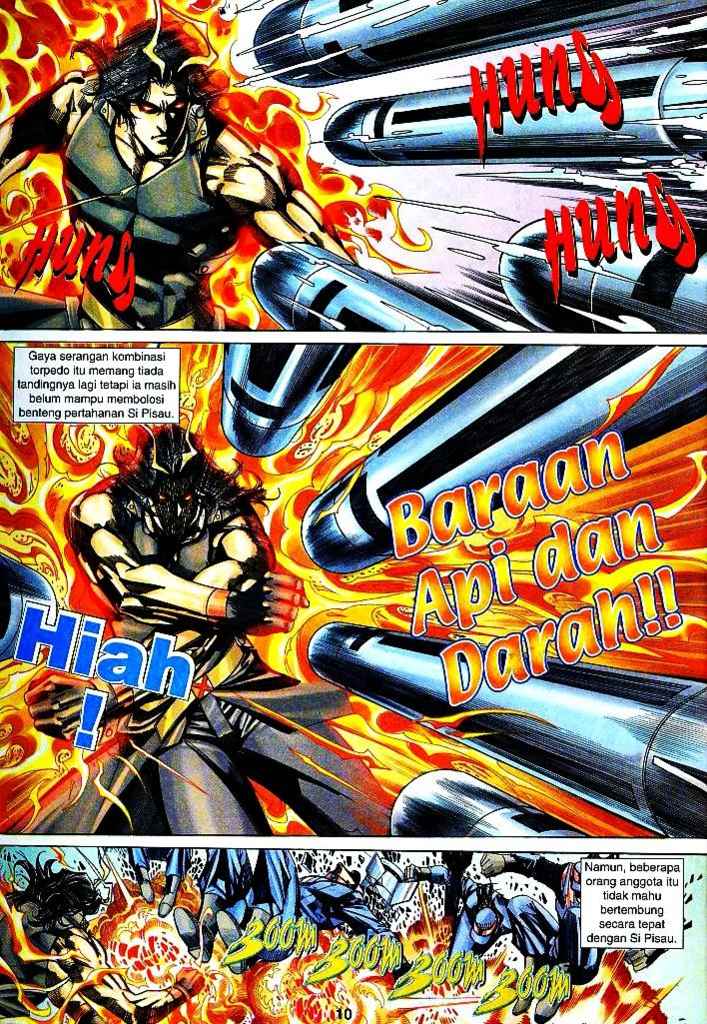 HUNG
HUNG
HUNG
Gaya serangan kombinasi
torpedo itu memang tiada
tandingnya lagi tetapi ia masih
belum mampu membolosi
benteng pertahanan Si Pisau.
Baraan
Api dan
Darah!!
Hiah
!
Namun, beberapa
orang anggota itu
tidak mahu
bertembung
secara tepat
dengan Si Pisau.
BOOM
BOOM
BOOM
BOOM
10